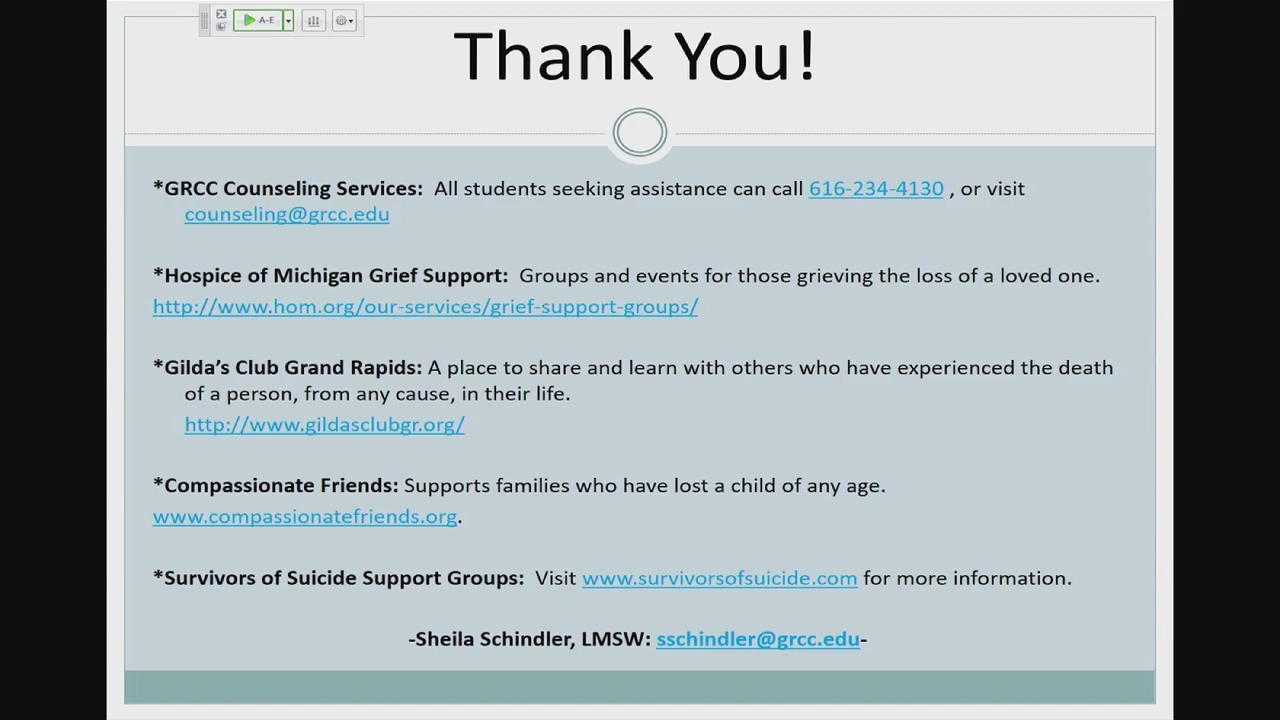 A-E
Thank You!
*GRCC Counseling Services: All students seeking assistance can call 616-234-4130 , or visit
counseling@grcc.edu
*Hospice of Michigan Grief Support: Groups and events for those grieving the loss of a loved one.
http://www.hom.org/our-services/grief-support-groups/
*Gilda’s Club Grand Rapids: A place to share and learn with others who have experienced the death
of a person, from any cause, in their life.
http://www.gildasclubgr.org/
*Compassionate Friends: Supports families who have lost a child of any age.
www.compassionatefriends.org.
*Survivors of Suicide Support Groups: Visit www.survivorsofsuicide.com for more information.
-Sheila Schindler, LMSW: sschindler@grcc.edu-